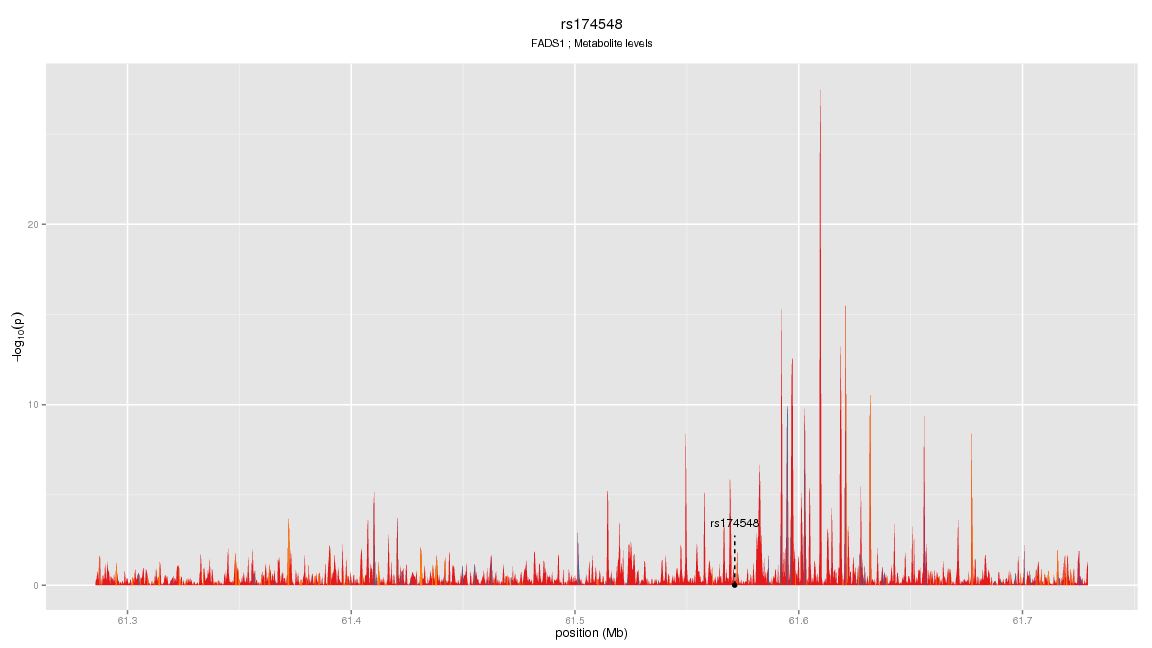 rs174548
FADS1 ; Metabolite levels
20
10
0
−log10(p)
rs174548
61.3 61.4 61.5 61.6 61.7
position (Mb)